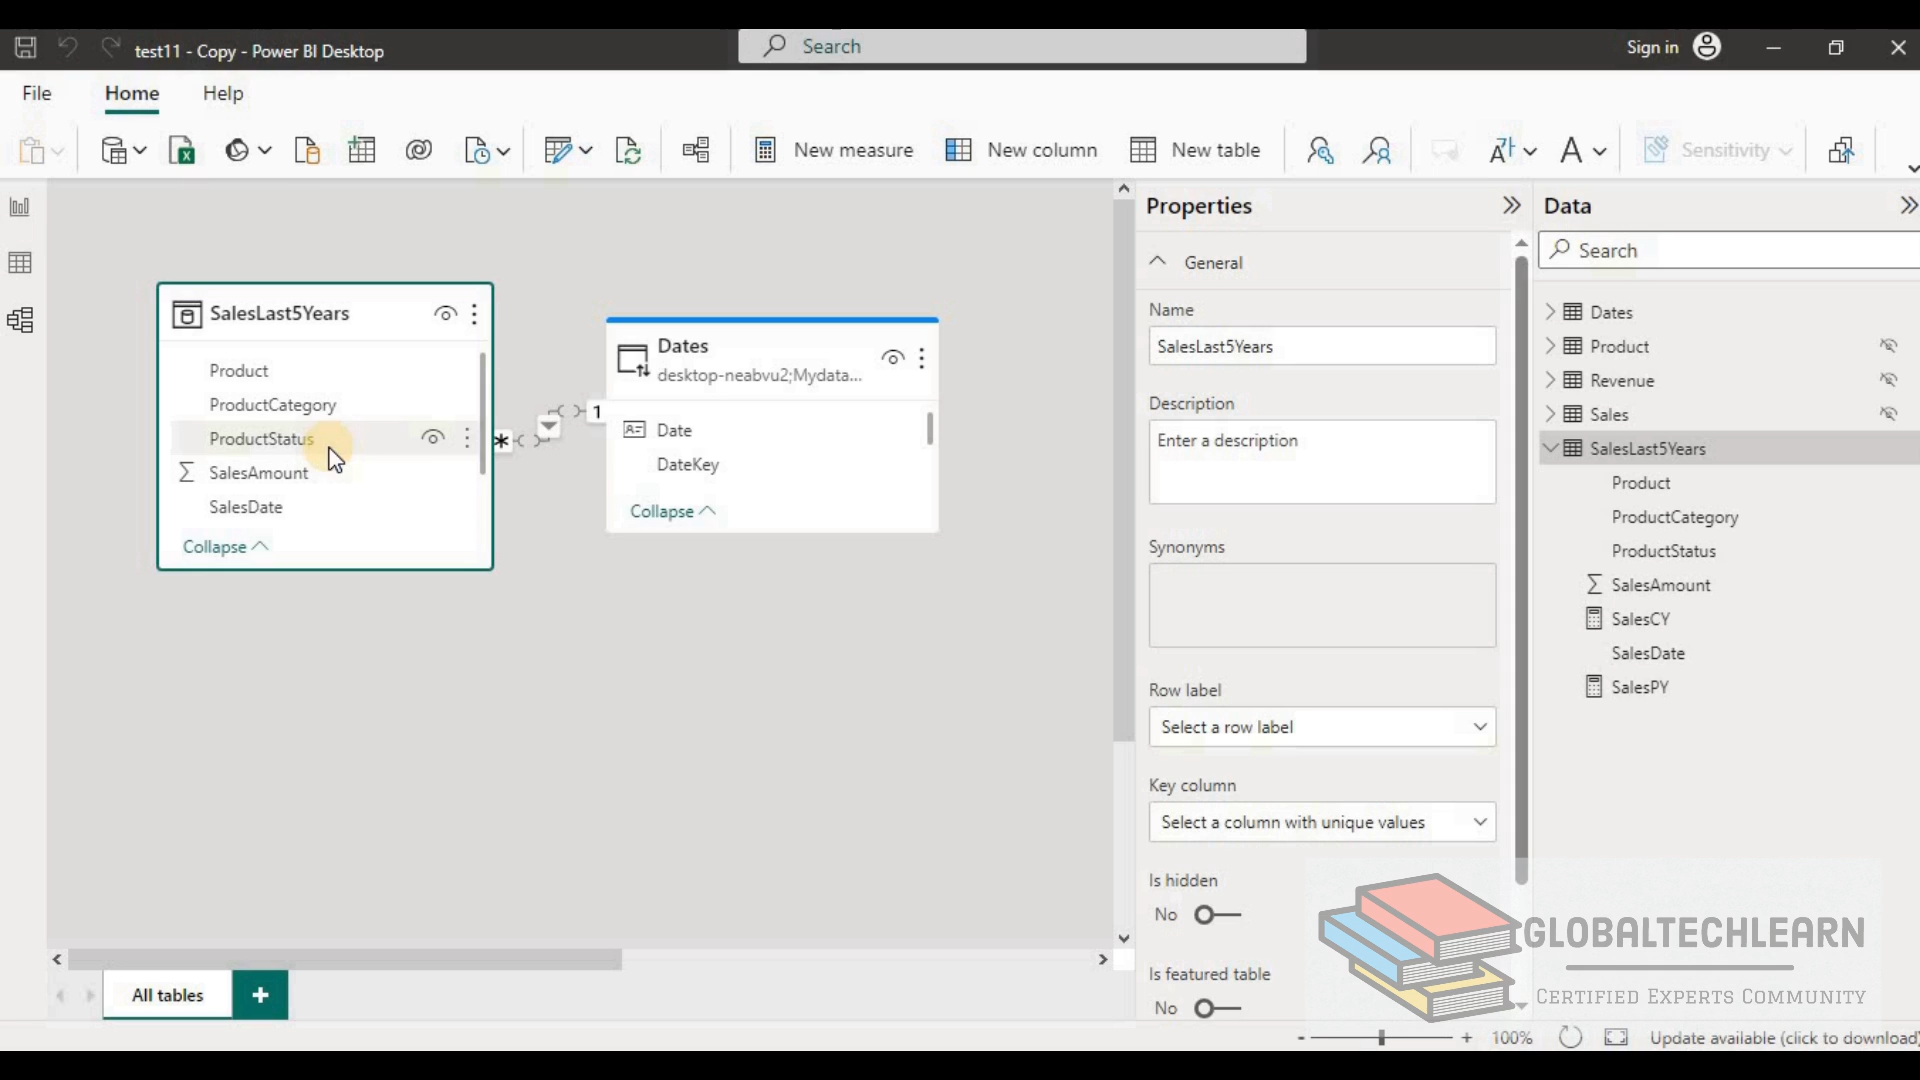 test11 - Copy - Power BI Desktop
Search
Sign in
File
Home
Help
New measure
New column
New table
Sensitivity
SalesLast5Years
Product
ProductCategory
ProductStatus
SalesAmount
SalesDate
Collapse
*
1
Dates
desktop-neabvu2;Mydata...
Date
DateKey
Collapse
Properties
General
Name
SalesLast5Years
Description
Enter a description
Synonyms
Row label
Select a row label
Key column
Select a column with unique values
Is hidden
No
Is featured table
No
Data
Search
Dates
Product
Revenue
Sales
SalesLast5Years
Product
ProductCategory
ProductStatus
SalesAmount
SalesCY
SalesDate
SalesPY
GLOBALTECHLEARN
CERTIFIED EXPERTS COMMUNITY
All tables
- + 100%
Update available (click to download)